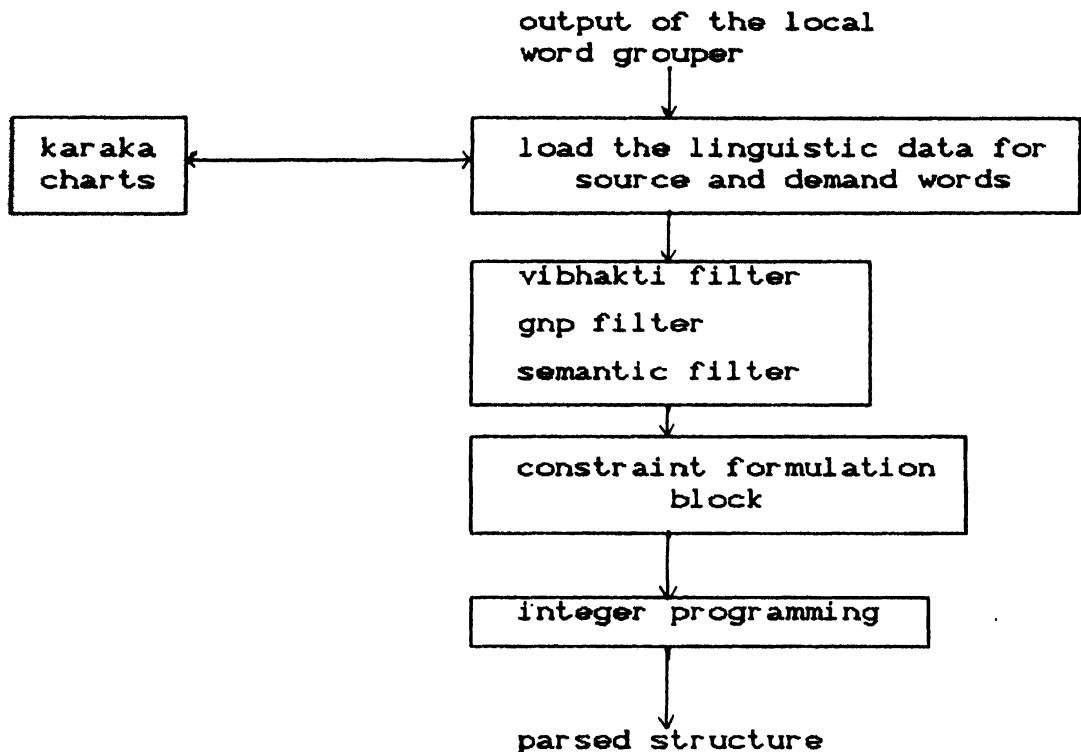 output of the local
word grouper
karaka
charts
load the linguistic data for
source and demand words
vibhakti filter
gnp filter
semantic filter
constraint formulation
block
integer programming
parsed structure